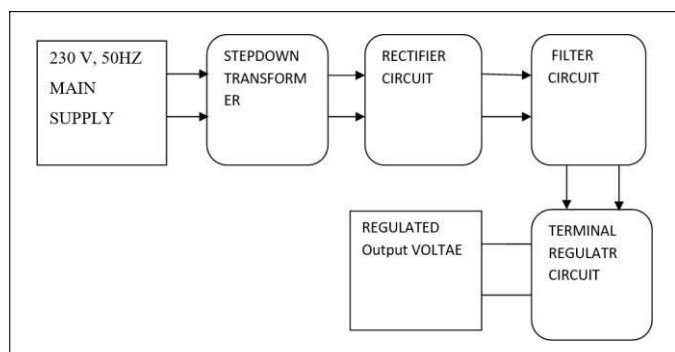 230 V, 50HZ
MAIN
SUPPLY
STEPDOWN
TRANSFORM
ER
RECTIFIER
CIRCUIT
FILTER
CIRCUIT
REGULATED
Output VOLTAE
TERMINAL
REGULATR
CIRCUIT